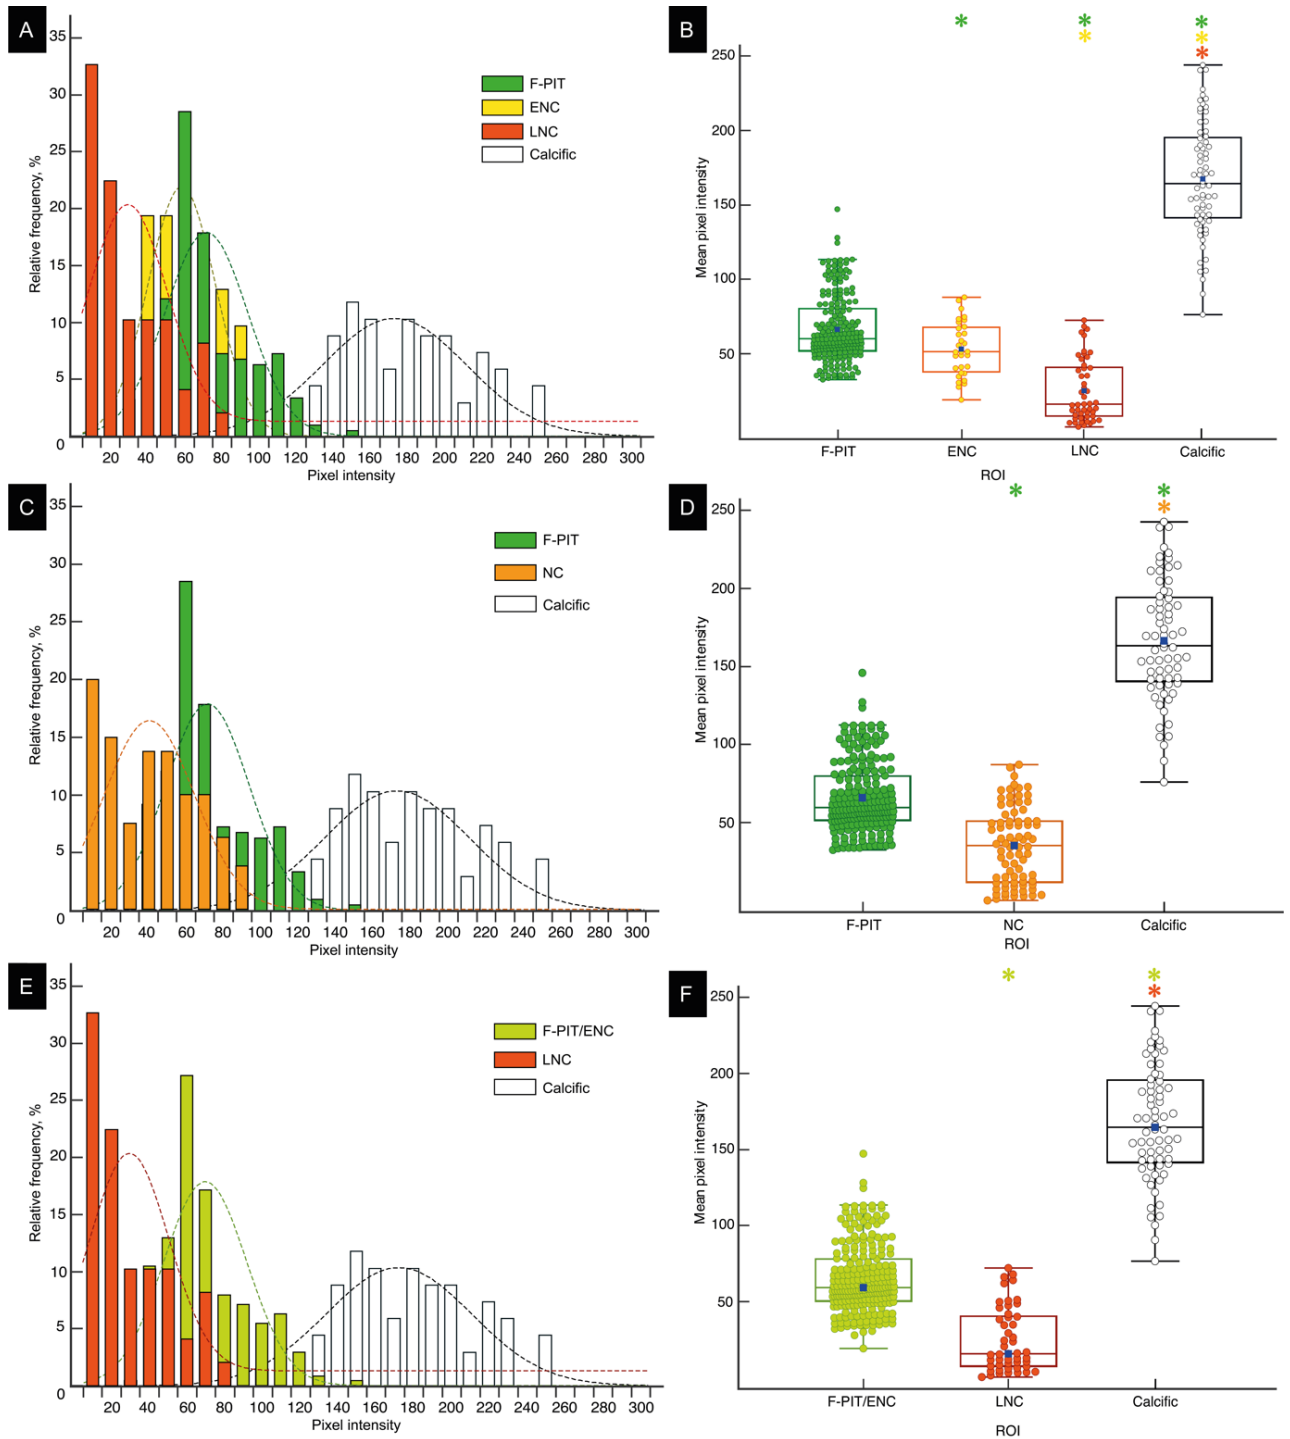 A
35
30
25
20
15
10
5
0
Relative frequency, %
F-PIT
ENC
LNC
Calcific
20 40 60 80 100 120 140 160 180 200 220 240 260 280 300
Pixel intensity
B
* * *
* *
*
250
200
150
100
50
Mean pixel intensity
F-PIT ENC LNC Calcific
ROI
C
35
30
25
20
15
10
5
0
Relative frequency, %
F-PIT
NC
Calcific
20 40 60 80 100 120 140 160 180 200 220 240 260 280 300
Pixel intensity
D
* *
*
250
200
150
100
50
Mean pixel intensity
F-PIT NC Calcific
ROI
E
35
30
25
20
15
10
5
0
Relative frequency, %
F-PIT/ENC
LNC
Calcific
20 40 60 80 100 120 140 160 180 200 220 240 260 280 300
Pixel intensity
F
* *
*
250
200
150
100
50
Mean pixel intensity
F-PIT/ENC LNC Calcific
ROI